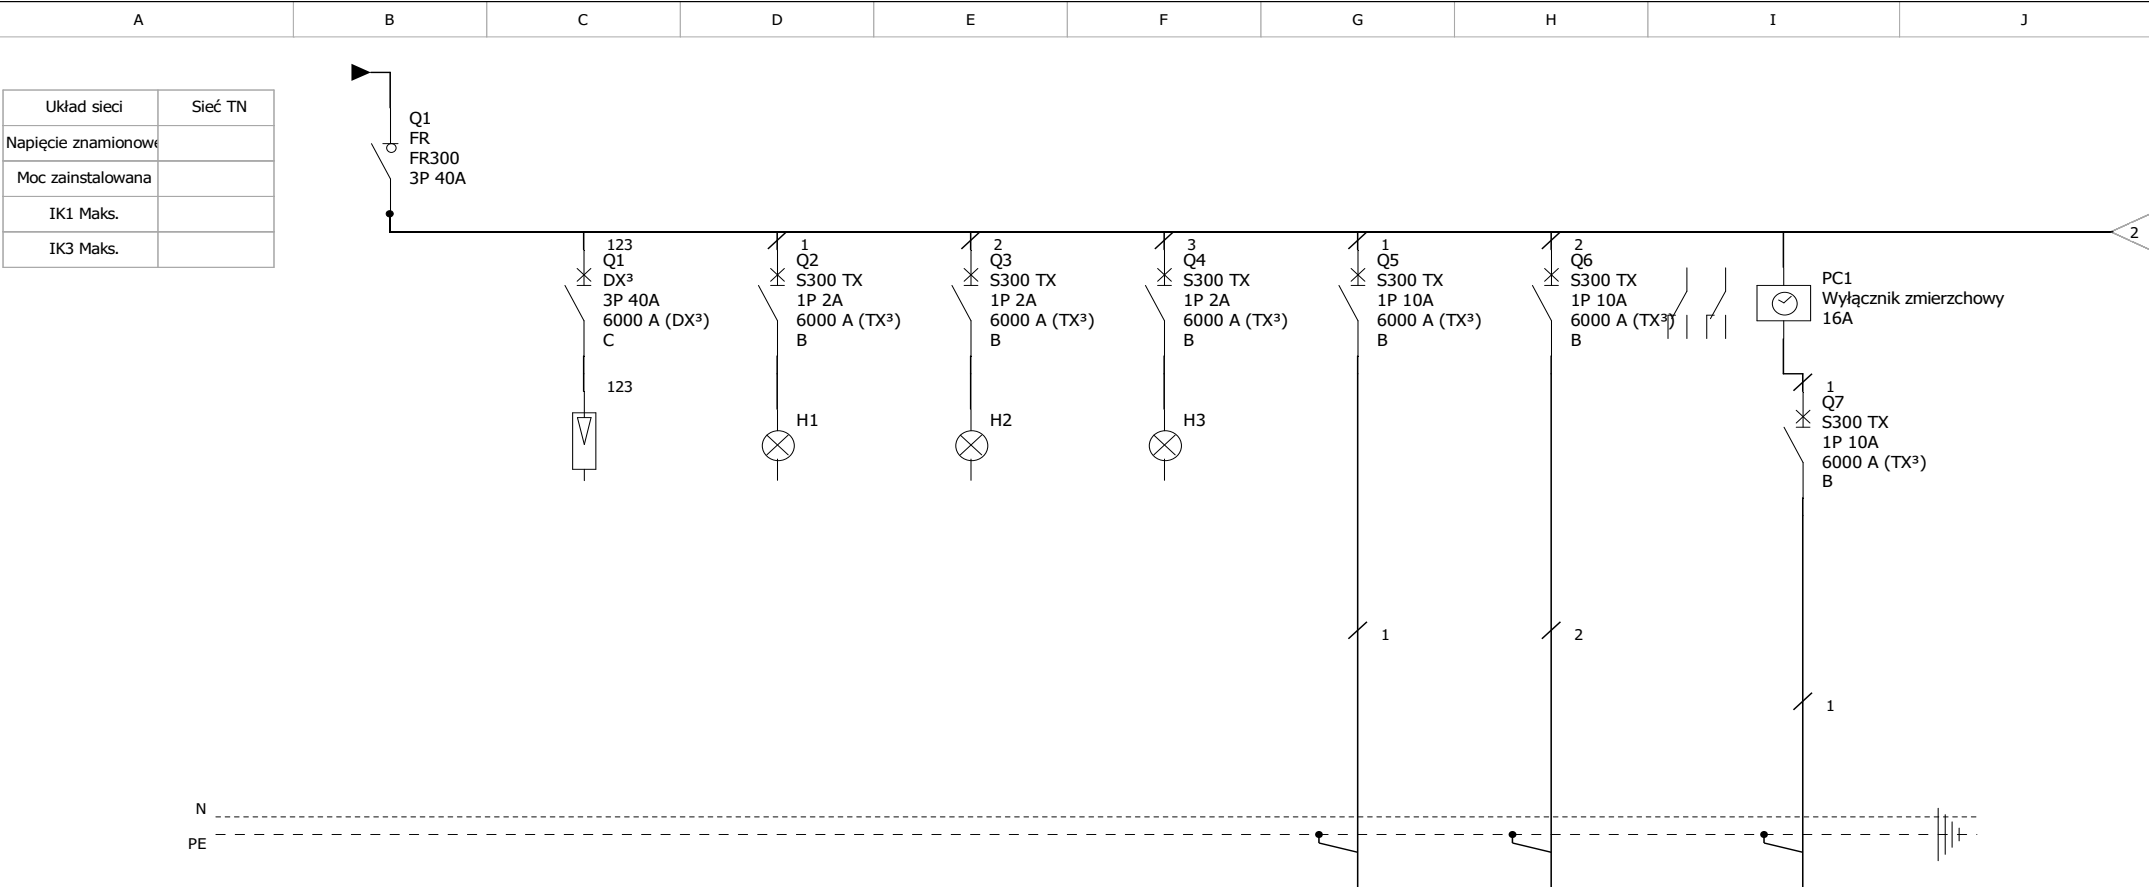 A B C D E F G H I J
Układ sieci Sieć TN
Napięcie znamionowe
Moc zainstalowana
IK1 Maks.
IK3 Maks.
Q1
FR
FR300
3P 40A
2
123
Q1
DX³
3P 40A
6000 A (DX³)
C
123
1
Q2
S300 TX
1P 2A
6000 A (TX³)
B
H1
2
Q3
S300 TX
1P 2A
6000 A (TX³)
B
H2
3
Q4
S300 TX
1P 2A
6000 A (TX³)
B
H3
1
Q5
S300 TX
1P 10A
6000 A (TX³)
B
1
2
Q6
S300 TX
1P 10A
6000 A (TX³)
B
2
PC1
Wyłącznik zmierzchowy
16A
1
Q7
S300 TX
1P 10A
6000 A (TX³)
B
1
N
PE